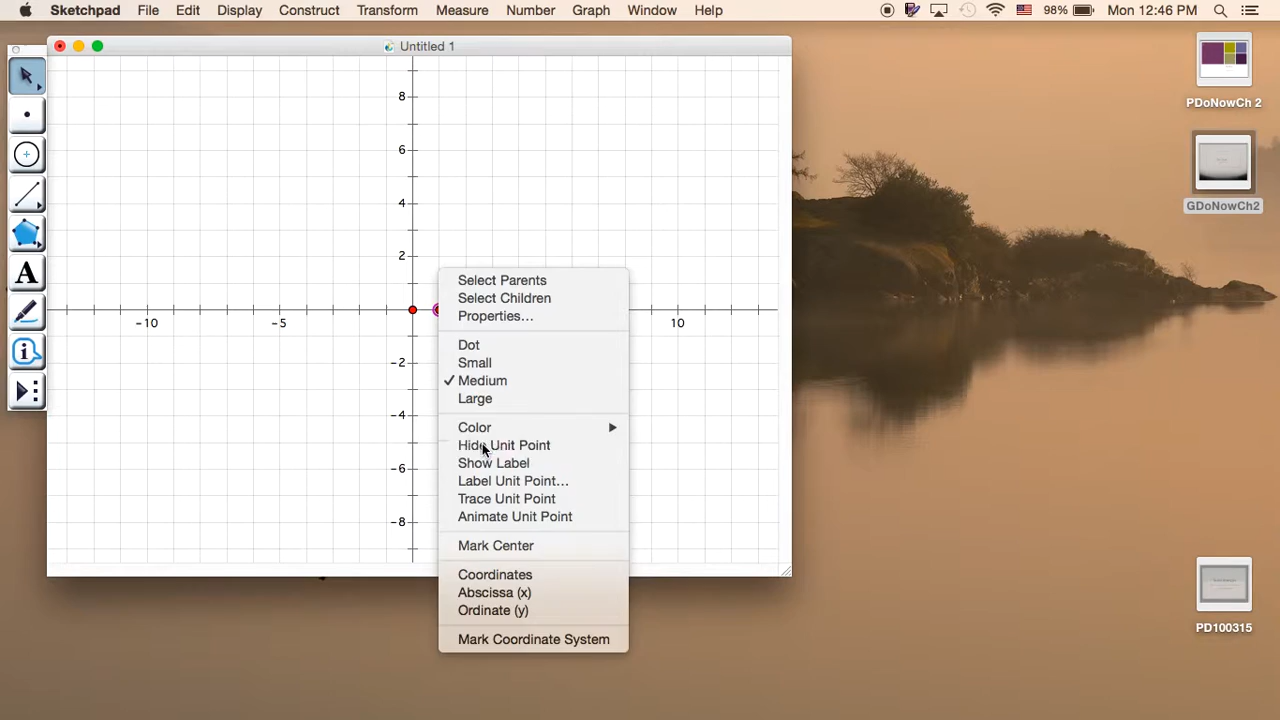 Sketchpad File Edit Display Construct Transform Measure Number Graph Window Help 98% Mon 12:46 PM
Untitled 1
8
6
4
2
-10 -5 10
-2
-4
-6
-8
Select Parents
Select Children
Properties...
Dot
Small
✓ Medium
Large
Color
Hide Unit Point
Show Label
Label Unit Point...
Trace Unit Point
Animate Unit Point
Mark Center
Coordinates
Abscissa (x)
Ordinate (y)
Mark Coordinate System
A
PDoNowCh 2
GDoNowCh2
PD100315